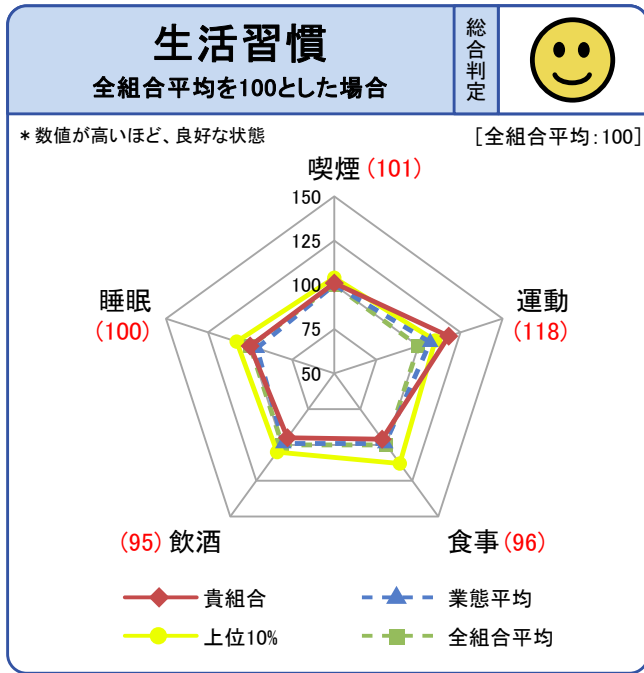 生活習慣
全組合平均を100とした場合
総合判定
*数値が高いほど、良好な状態
[全組合平均:100]
喫煙(101)
150
125
100
75
50
睡眠
(100)
運動
(118)
(95)飲酒
食事(96)
貴組合
業態平均
上位10%
全組合平均